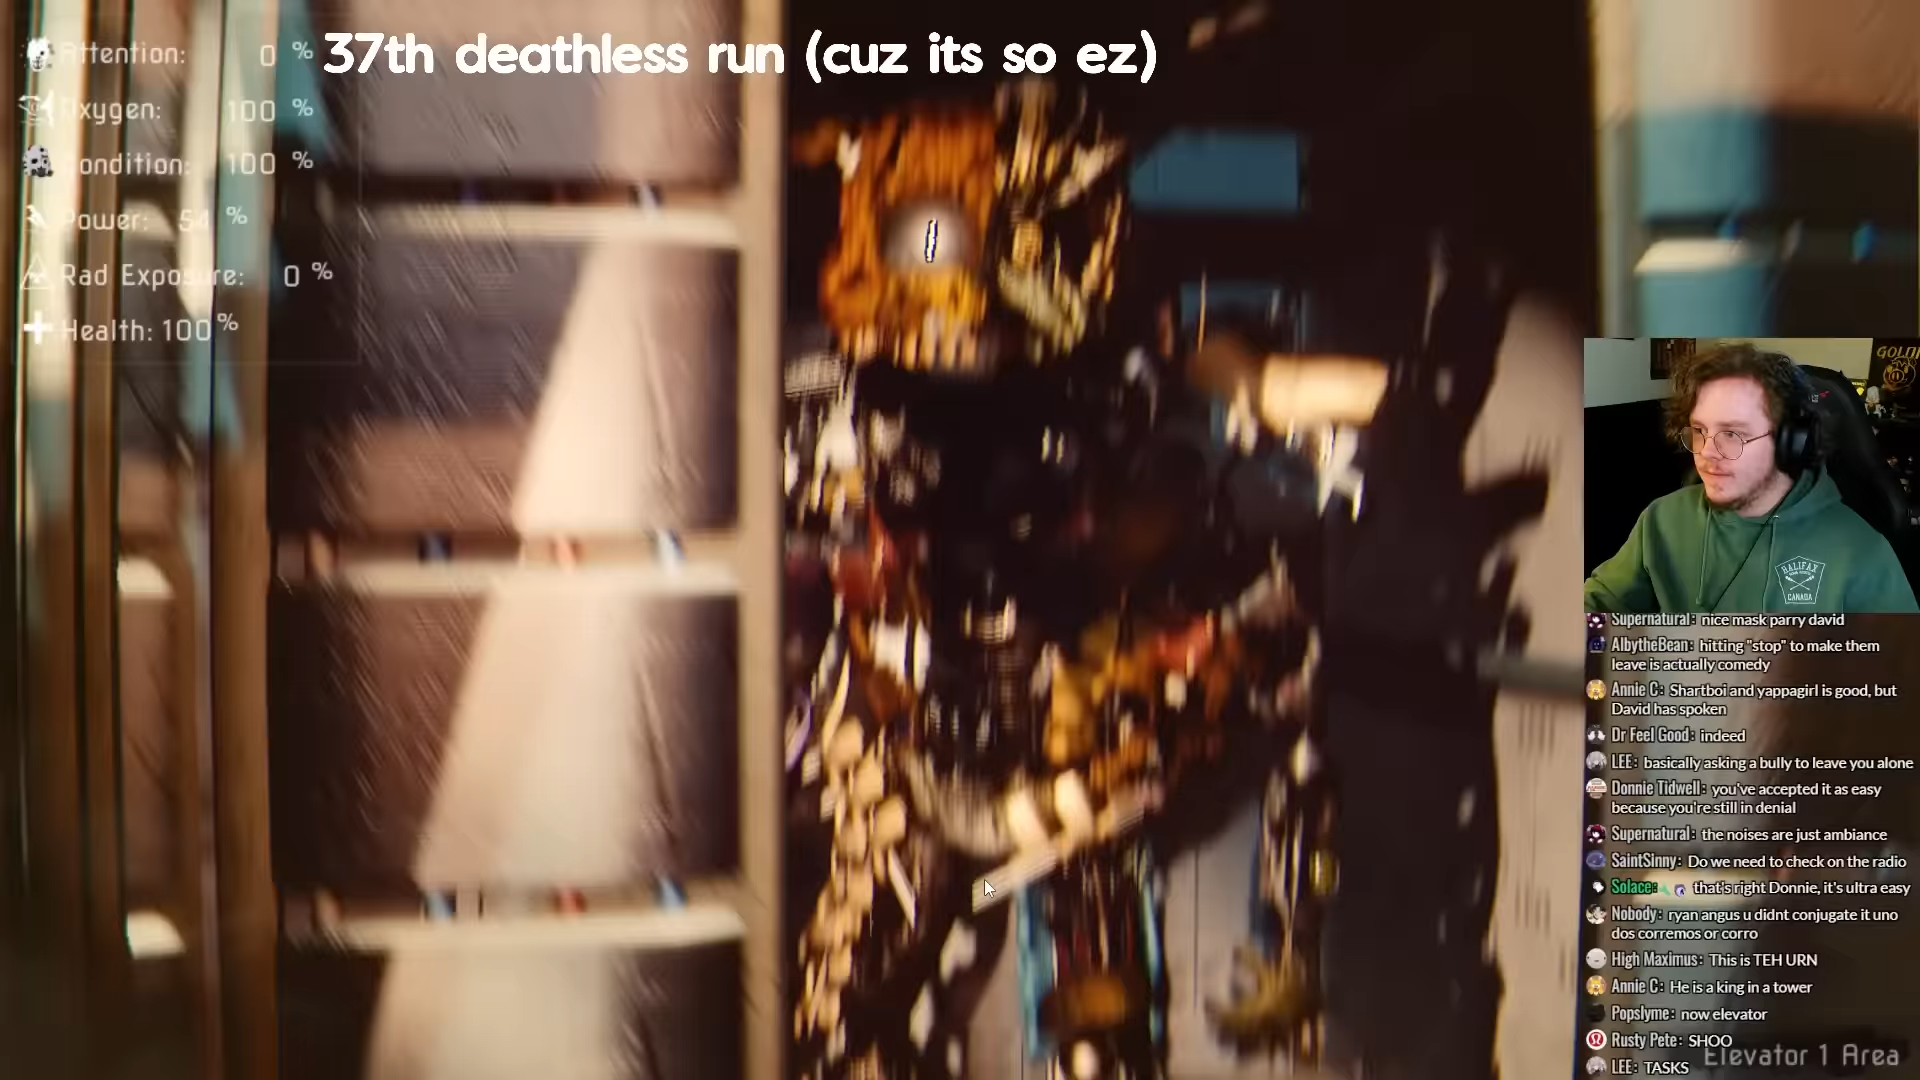 37th deathless run (cuz its so ez)
Attention: 0 %
Oxygen: 100 %
Condition: 100 %
Power: 54 %
Rad Exposure: 0 %
Health: 100 %
HALIFAX
CANADA
Supernatural: nice mask parry david
AlbytheBean: hitting "stop" to make them
leave is actually comedy
Annie C: Shartboi and yappagirl is good, but
David has spoken
Dr Feel Good: indeed
LEE: basically asking a bully to leave you alone
Donnie Tidwell: you've accepted it as easy
because you're still in denial
Supernatural: the noises are just ambiance
SaintSinny: Do we need to check on the radio
Solace: that's right Donnie, it's ultra easy
Nobody: ryan angus u didnt conjugate it uno
dos corremos or corro
High Maximus: This is TEH URN
Annie C: He is a king in a tower
Popslyme: now elevator
Rusty Pete: SHOO
LEE: TASKS
Elevator 1 Area